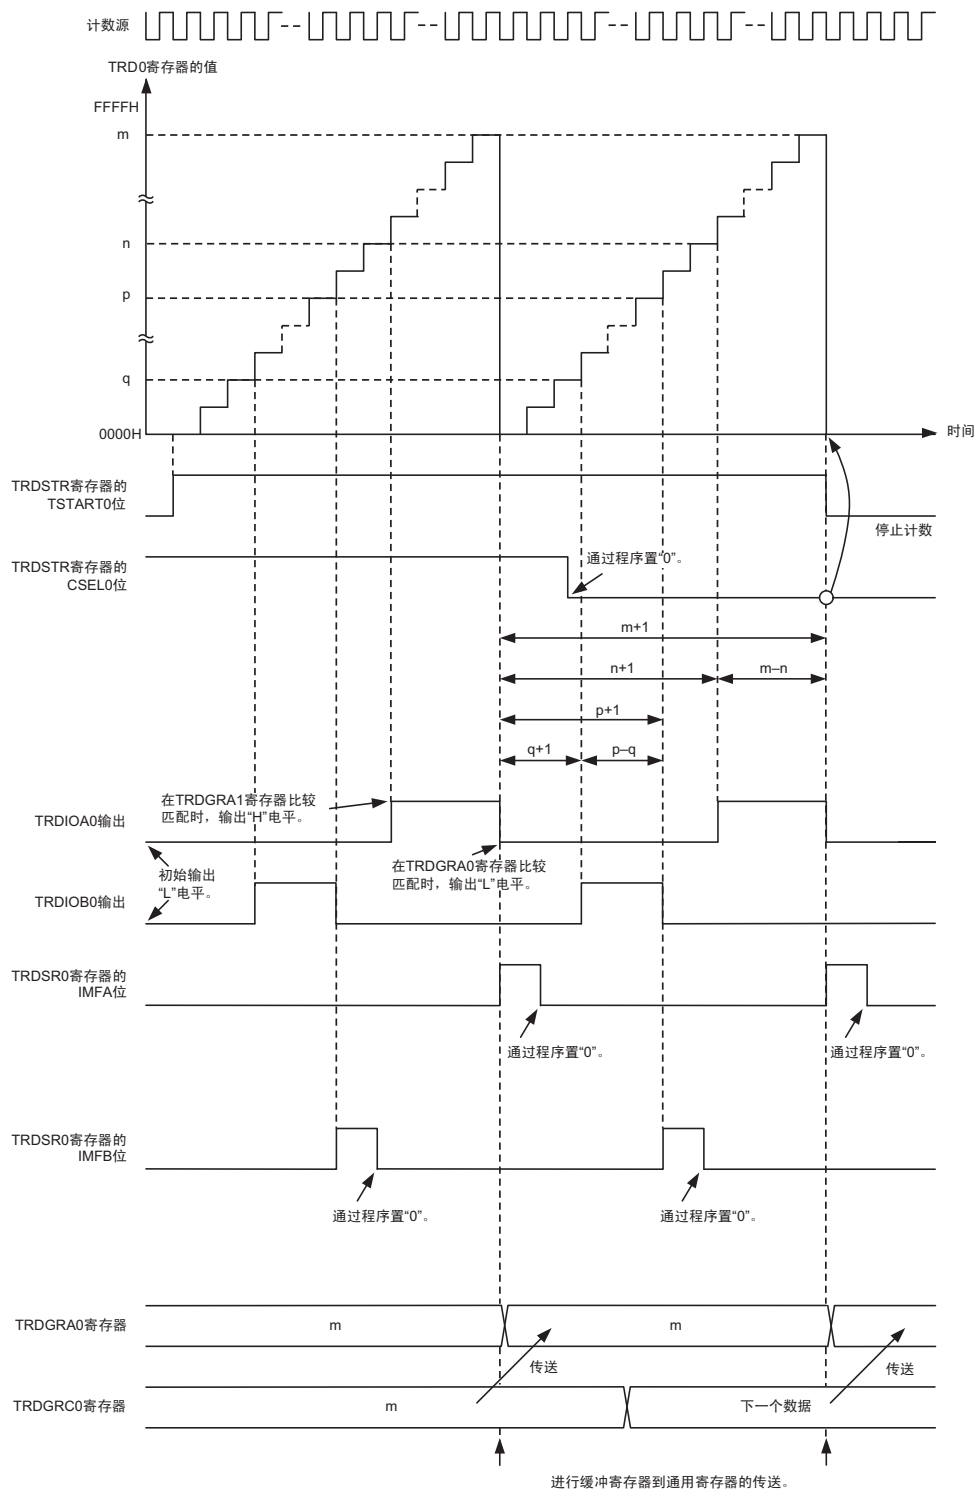 计数源
TRD0寄存器的值
FFFFH
m
n
p
q
0000H
时间
TRDSTR寄存器的
TSTART0位
停止计数
TRDSTR寄存器的
CSEL0位
通过程序置“0”。
m+1
n+1
m–n
p+1
q+1
p–q
在TRDGRA1寄存器比较
匹配时，输出“H”电平。
TRDIOA0输出
在TRDGRA0寄存器比较
匹配时，输出“L”电平。
初始输出
“L”电平。
TRDIOB0输出
TRDSR0寄存器的
IMFA位
通过程序置“0”。
通过程序置“0”。
TRDSR0寄存器的
IMFB位
通过程序置“0”。
通过程序置“0”。
TRDGRA0寄存器
m
m
传送
传送
TRDGRC0寄存器
m
下一个数据
进行缓冲寄存器到通用寄存器的传送。